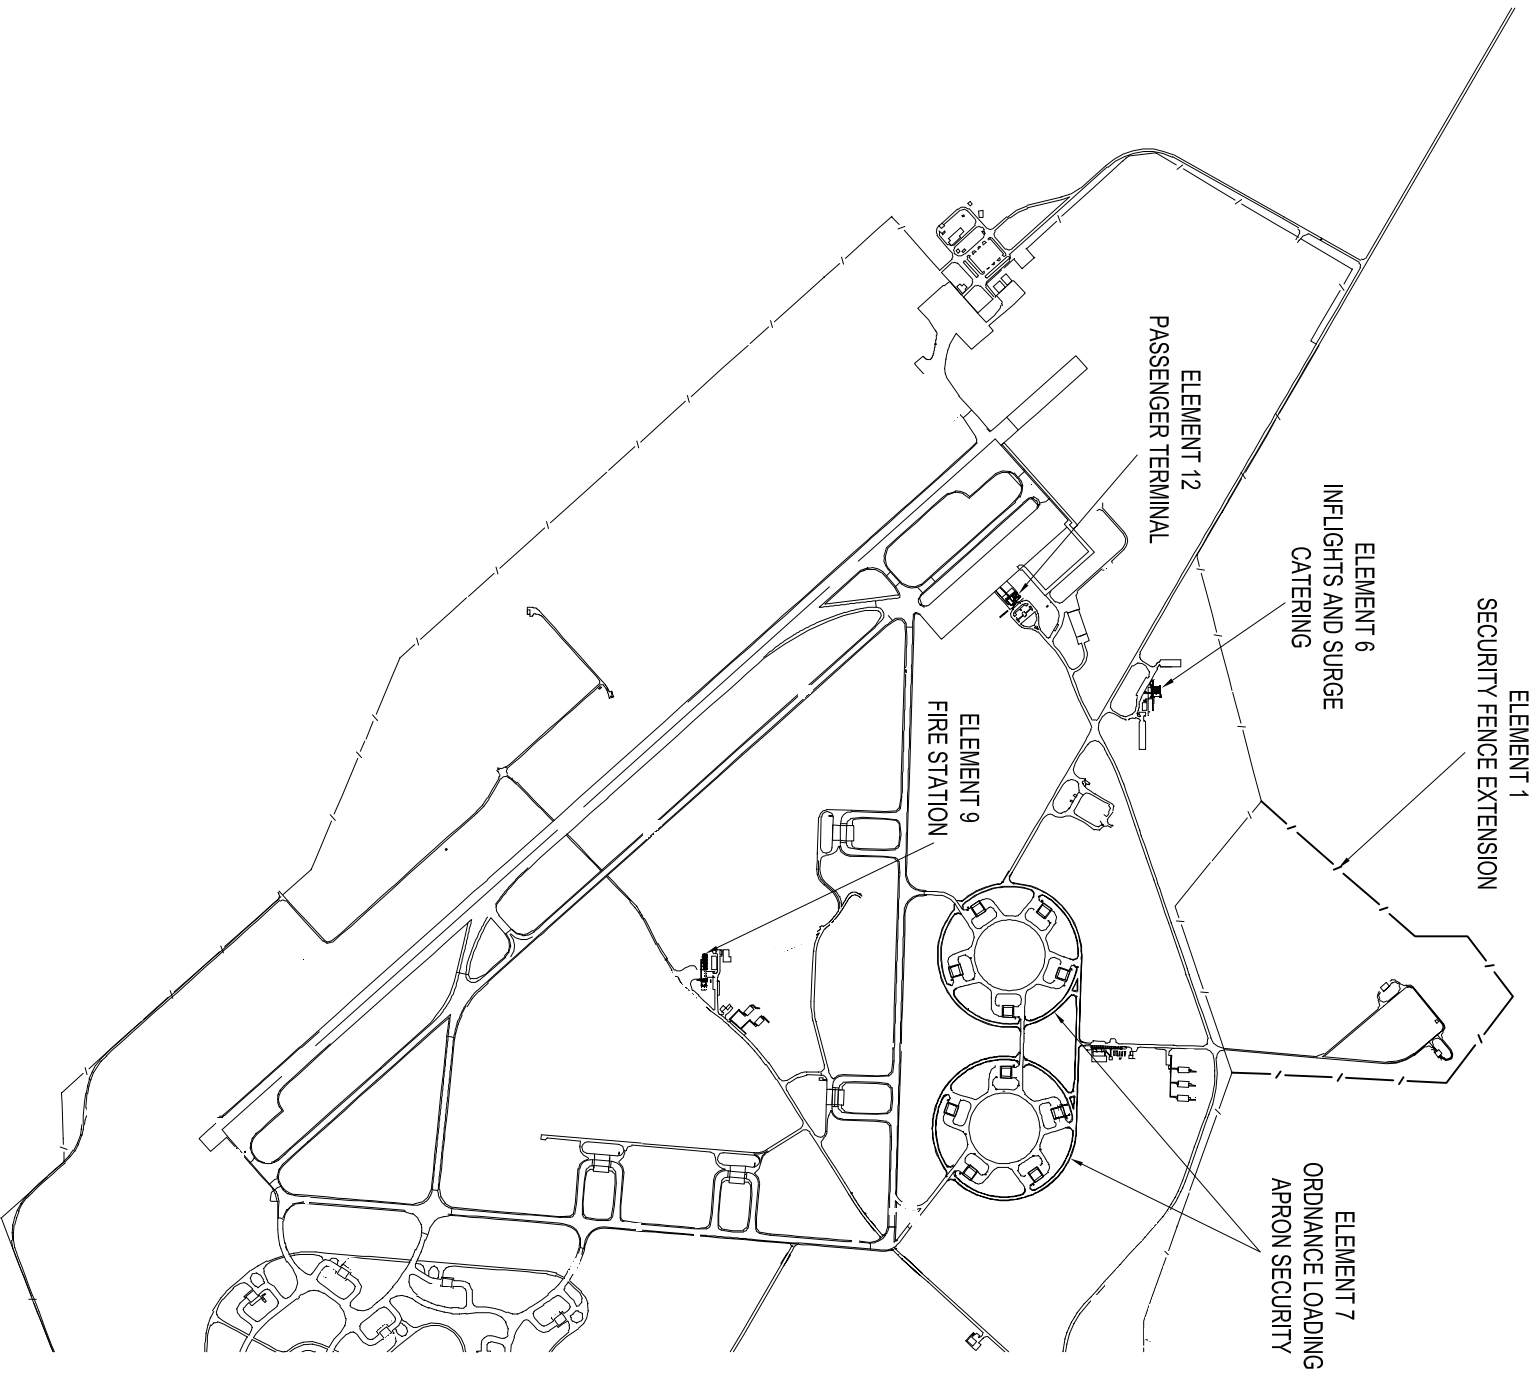 ELEMENT 1
SECURITY FENCE EXTENSION
ELEMENT 6
INFLIGHTS AND SURGE
CATERING
ELEMENT 12
PASSENGER TERMINAL
ELEMENT 9
FIRE STATION
ELEMENT 7
ORDNANCE LOADING
APRON SECURITY